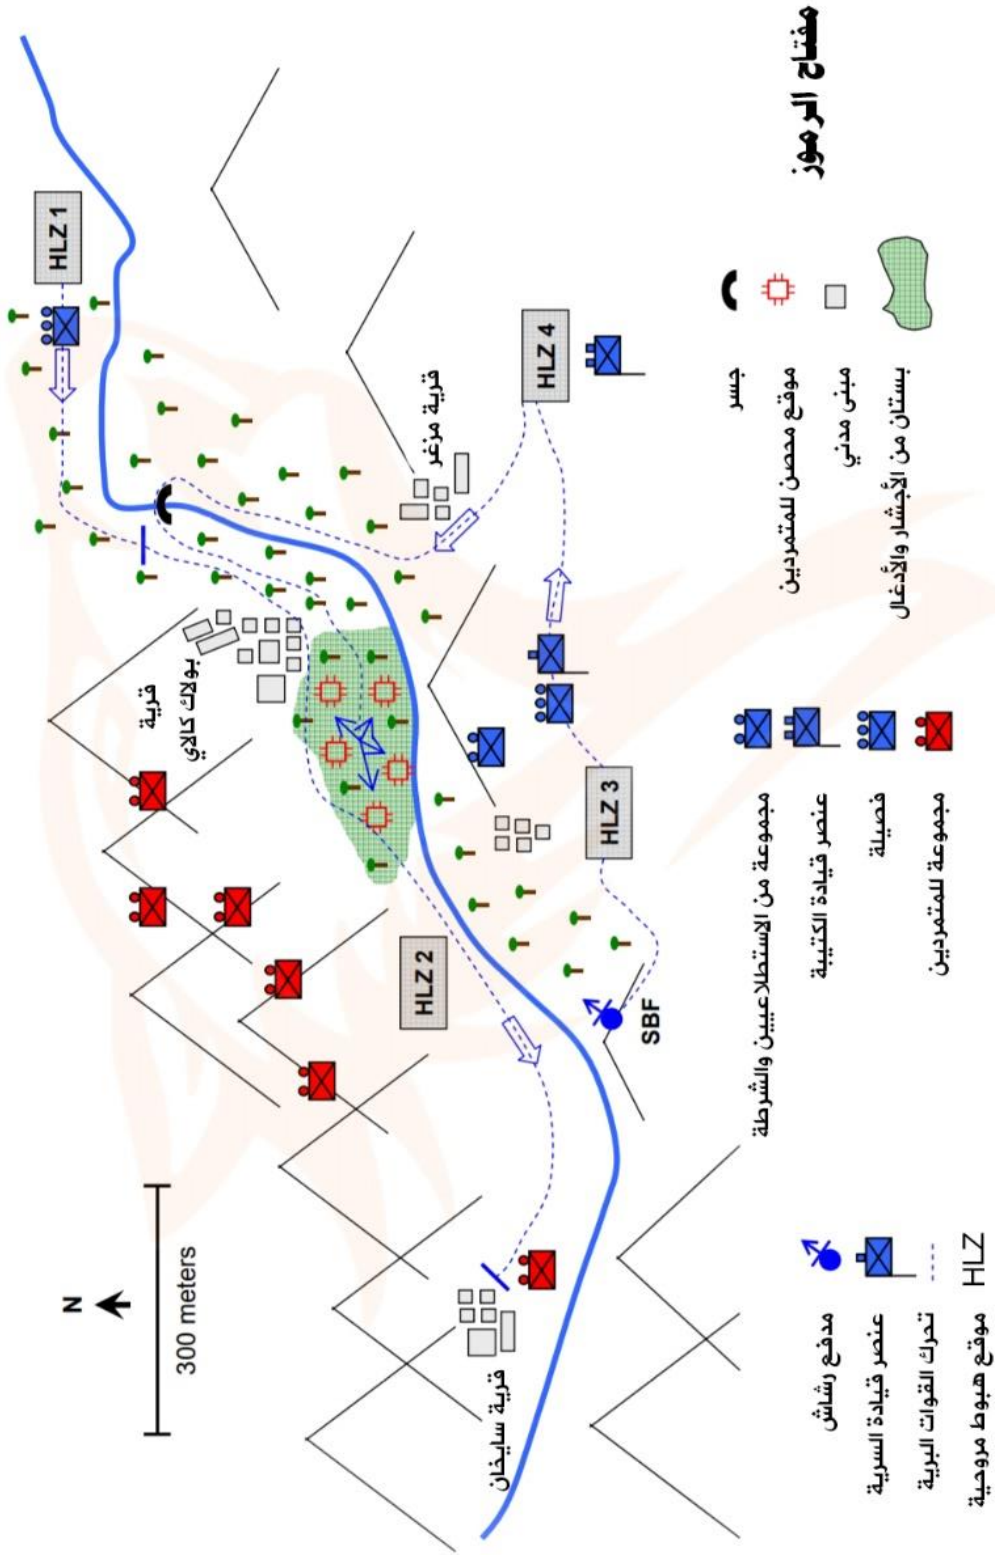 N
300 meters
قرية سايخان
قرية
بولاك كالاي
قرية مزغر
HLZ 1
HLZ 2
HLZ 3
HLZ 4
SBF
مفتاح الرموز
جسر
موقع محصن للمتمردين
مبنى مدني
بستان من الأشجار والأدغال
مجموعة من الاستطلاعيين والشرطة
عنصر قيادة الكتيبة
فصيلة
مجموعة للمتمردين
مدفع رشاش
عنصر قيادة السرية
تحرك القوات البرية
HLZ
موقع هبوط مروحية